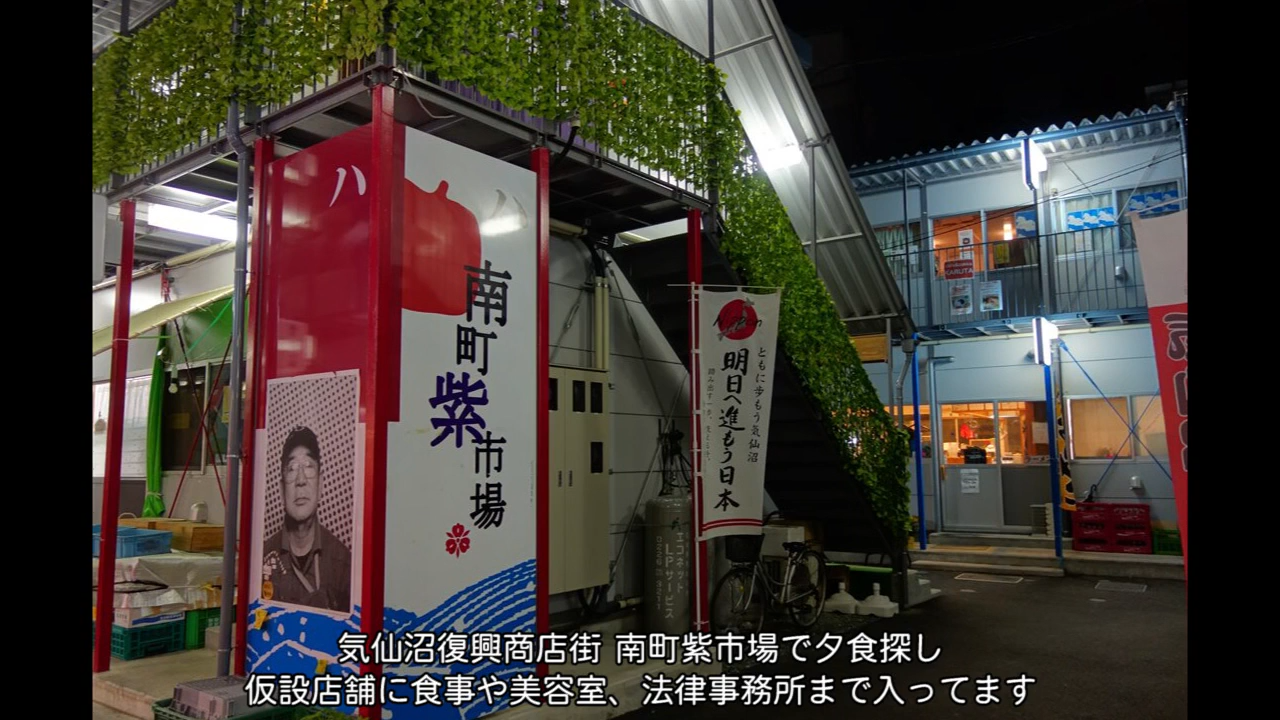 ハ
ハ
南町紫市場
ともに歩もう気仙沼
明日へ進もう日本
エコネット
LPサービス
KARUTA
気仙沼復興商店街 南町紫市場で夕食探し
仮設店舗に食事や美容室、法律事務所まで入ってます